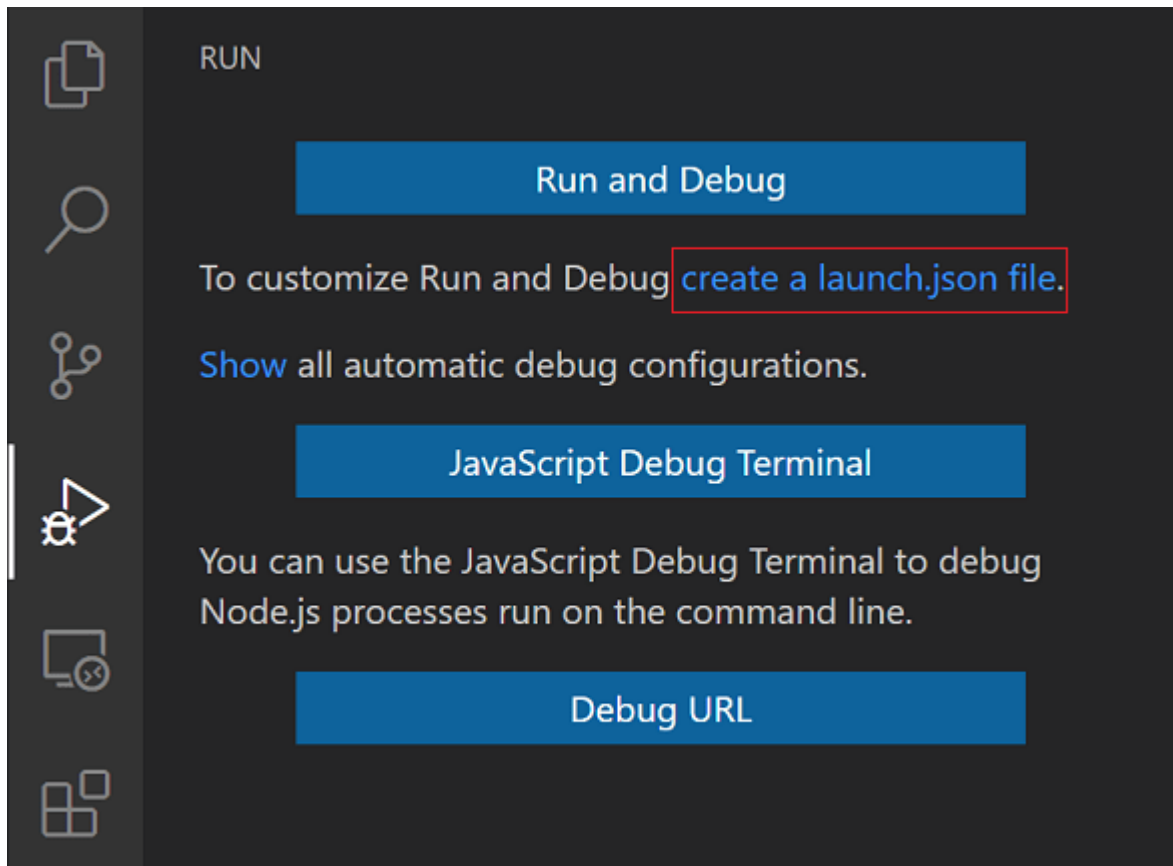 RUN
Run and Debug
To customize Run and Debug create a launch.json file.
Show all automatic debug configurations.
JavaScript Debug Terminal
You can use the JavaScript Debug Terminal to debug
Node.js processes run on the command line.
Debug URL